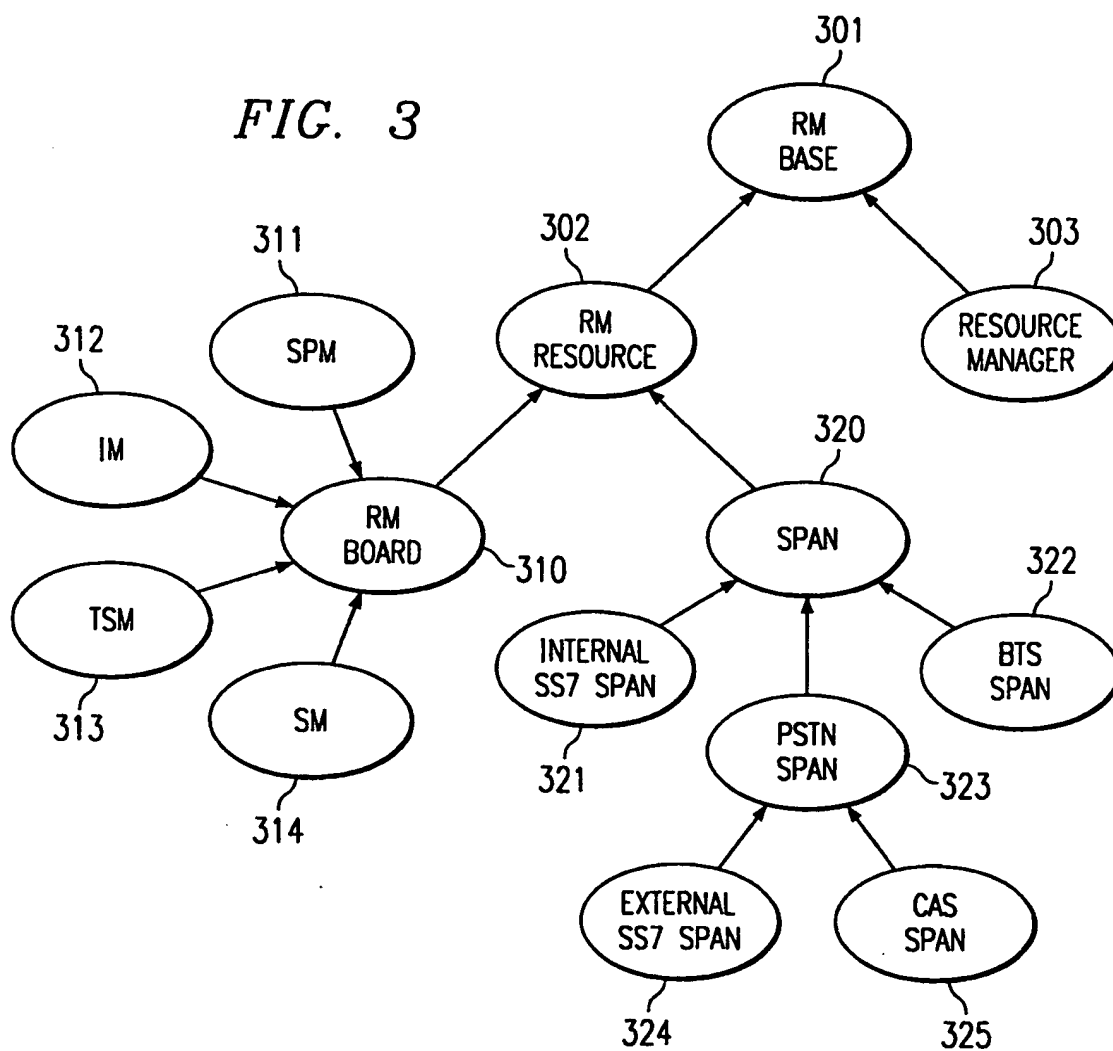 FIG. 3
301
RM
BASE
302
RM
RESOURCE
303
RESOURCE
MANAGER
311
SPM
312
IM
RM
BOARD
310
TSM
313
SM
314
320
SPAN
INTERNAL
SS7 SPAN
321
322
BTS
SPAN
PSTN
SPAN
323
EXTERNAL
SS7 SPAN
324
CAS
SPAN
325